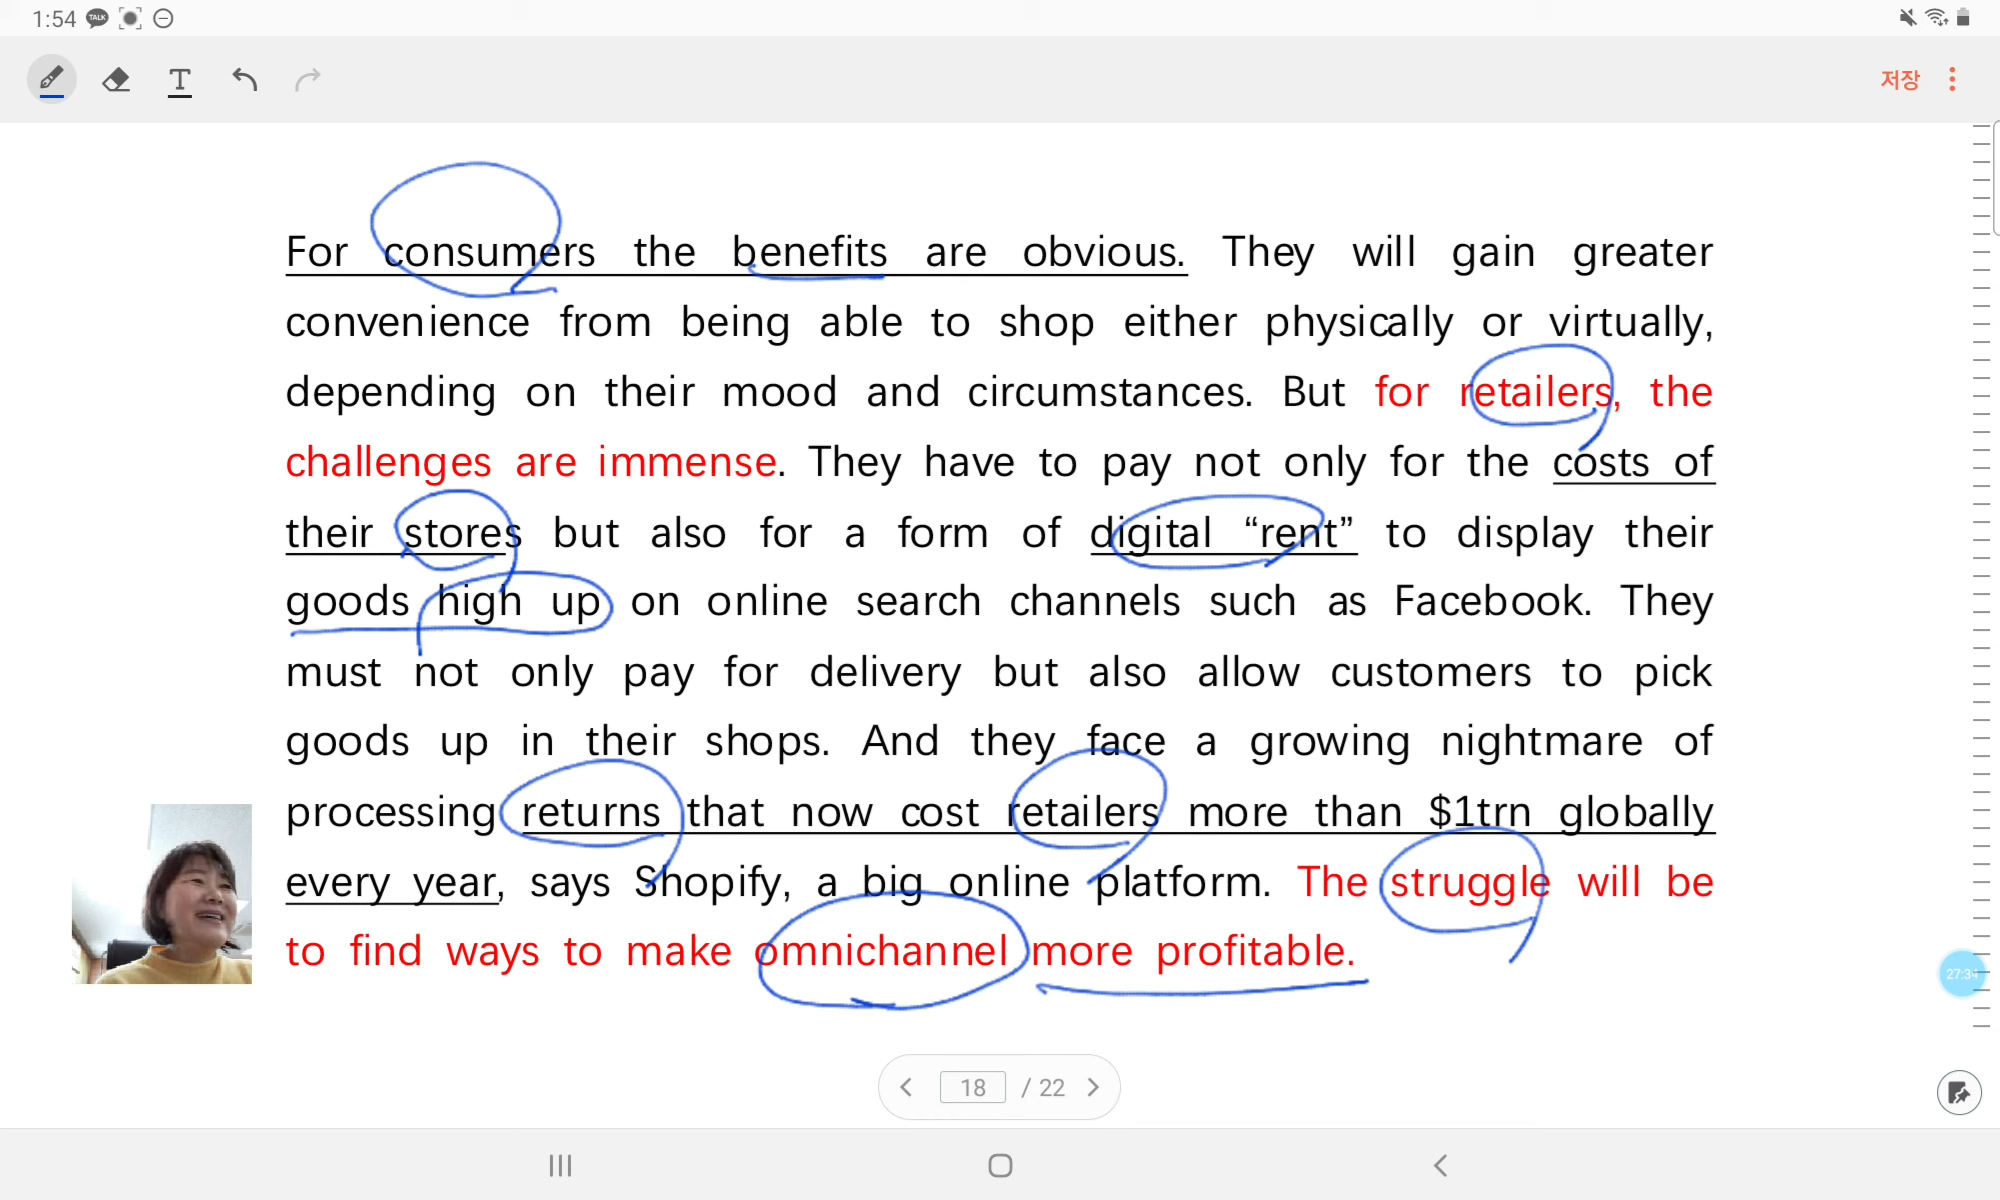 1:54
TALK
저장
For consumers the benefits are obvious. They will gain greater
convenience from being able to shop either physically or virtually,
depending on their mood and circumstances. But for retailers, the
challenges are immense. They have to pay not only for the costs of
their stores but also for a form of digital “rent” to display their
goods high up on online search channels such as Facebook. They
must not only pay for delivery but also allow customers to pick
goods up in their shops. And they face a growing nightmare of
processing returns that now cost retailers more than $1trn globally
every year, says Shopify, a big online platform. The struggle will be
to find ways to make omnichannel more profitable.
27:34
18 / 22